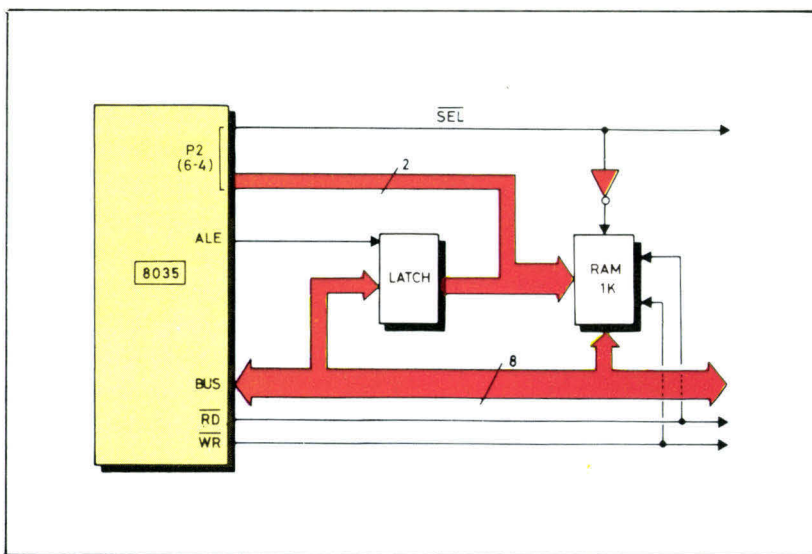 SEL
P2
(6-4)
2
ALE
8035
LATCH
RAM
1K
BUS
8
RD
WR